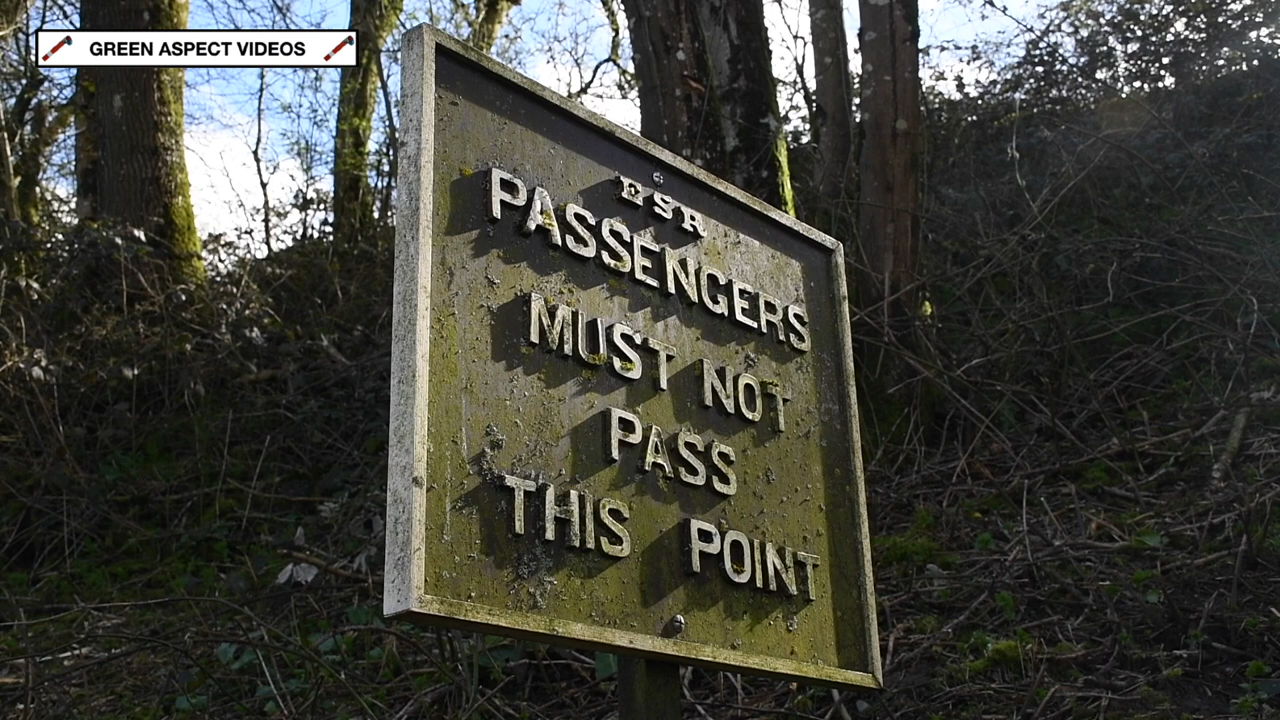 GREEN ASPECT VIDEOS
ESR
PASSENGERS
MUST NOT
PASS
THIS POINT